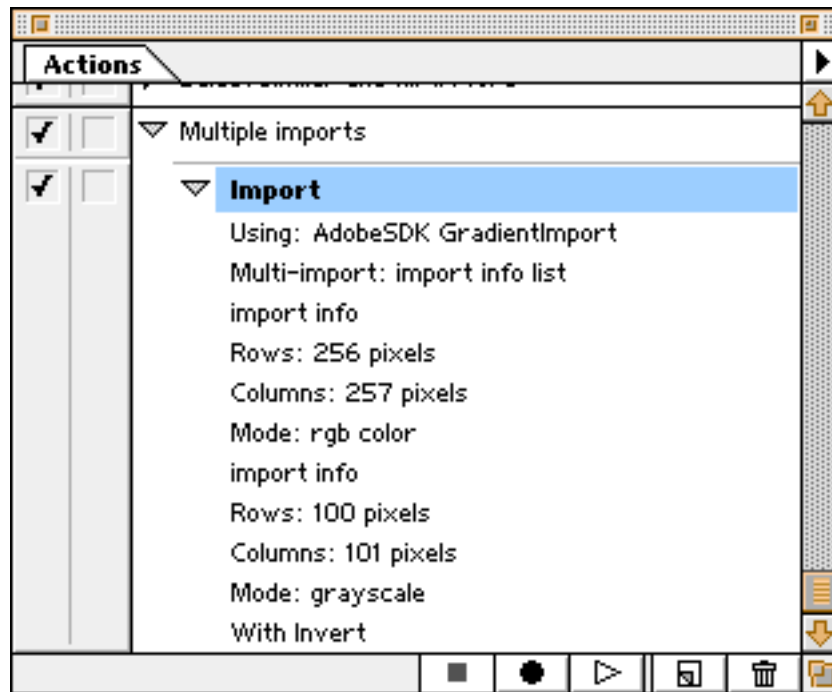 Actions
Multiple imports
Import
Using: AdobeSDK GradientImport
Multi-import: import info list
import info
Rows: 256 pixels
Columns: 257 pixels
Mode: rgb color
import info
Rows: 100 pixels
Columns: 101 pixels
Mode: grayscale
With Invert